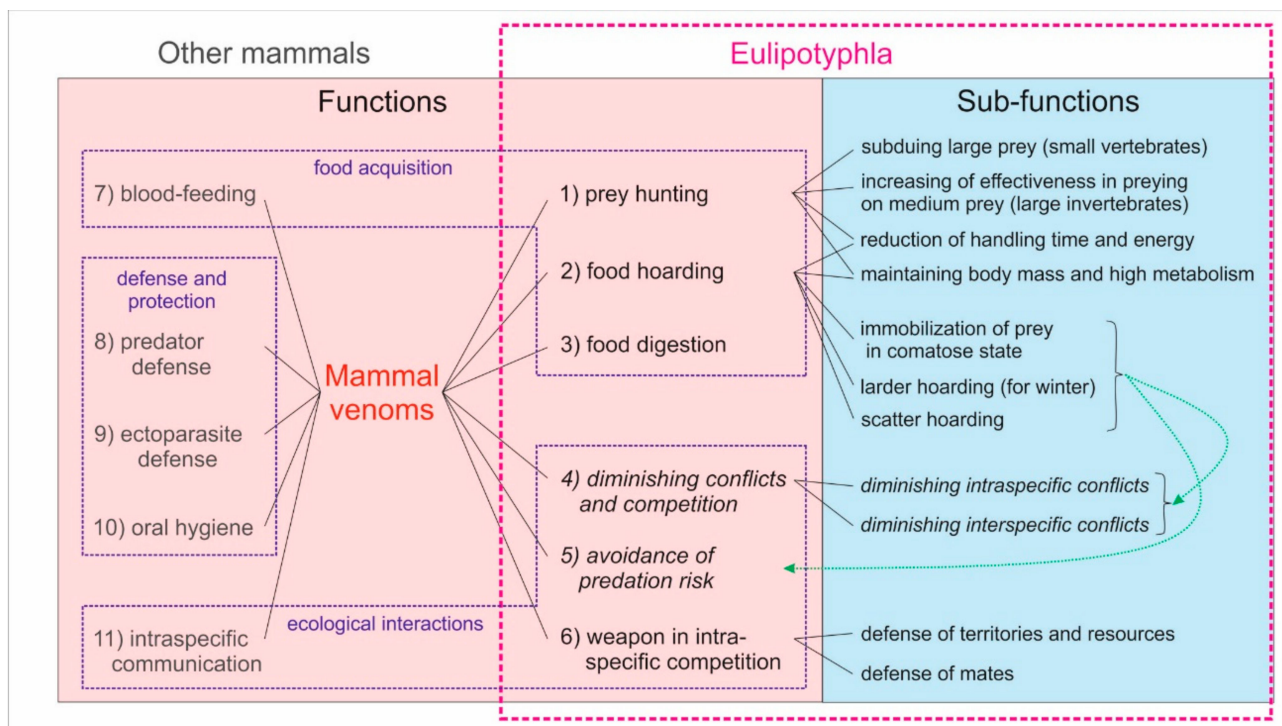 Other mammals
Eulipotyphla
Functions
Sub-functions
food acquisition
7) blood-feeding
defense and
protection
8) predator
defense
9) ectoparasite
defense
10) oral hygiene
ecological interactions
11) intraspecific
communication
Mammal
venoms
1) prey hunting
2) food hoarding
3) food digestion
4) diminishing conflicts
and competition
5) avoidance of
predation risk
6) weapon in intra-
specific competition
subduing large prey (small vertebrates)
increasing of effectiveness in preying
on medium prey (large invertebrates)
reduction of handling time and energy
maintaining body mass and high metabolism
immobilization of prey
in comatose state
larder hoarding (for winter)
scatter hoarding
diminishing intraspecific conflicts
diminishing interspecific conflicts
defense of territories and resources
defense of mates